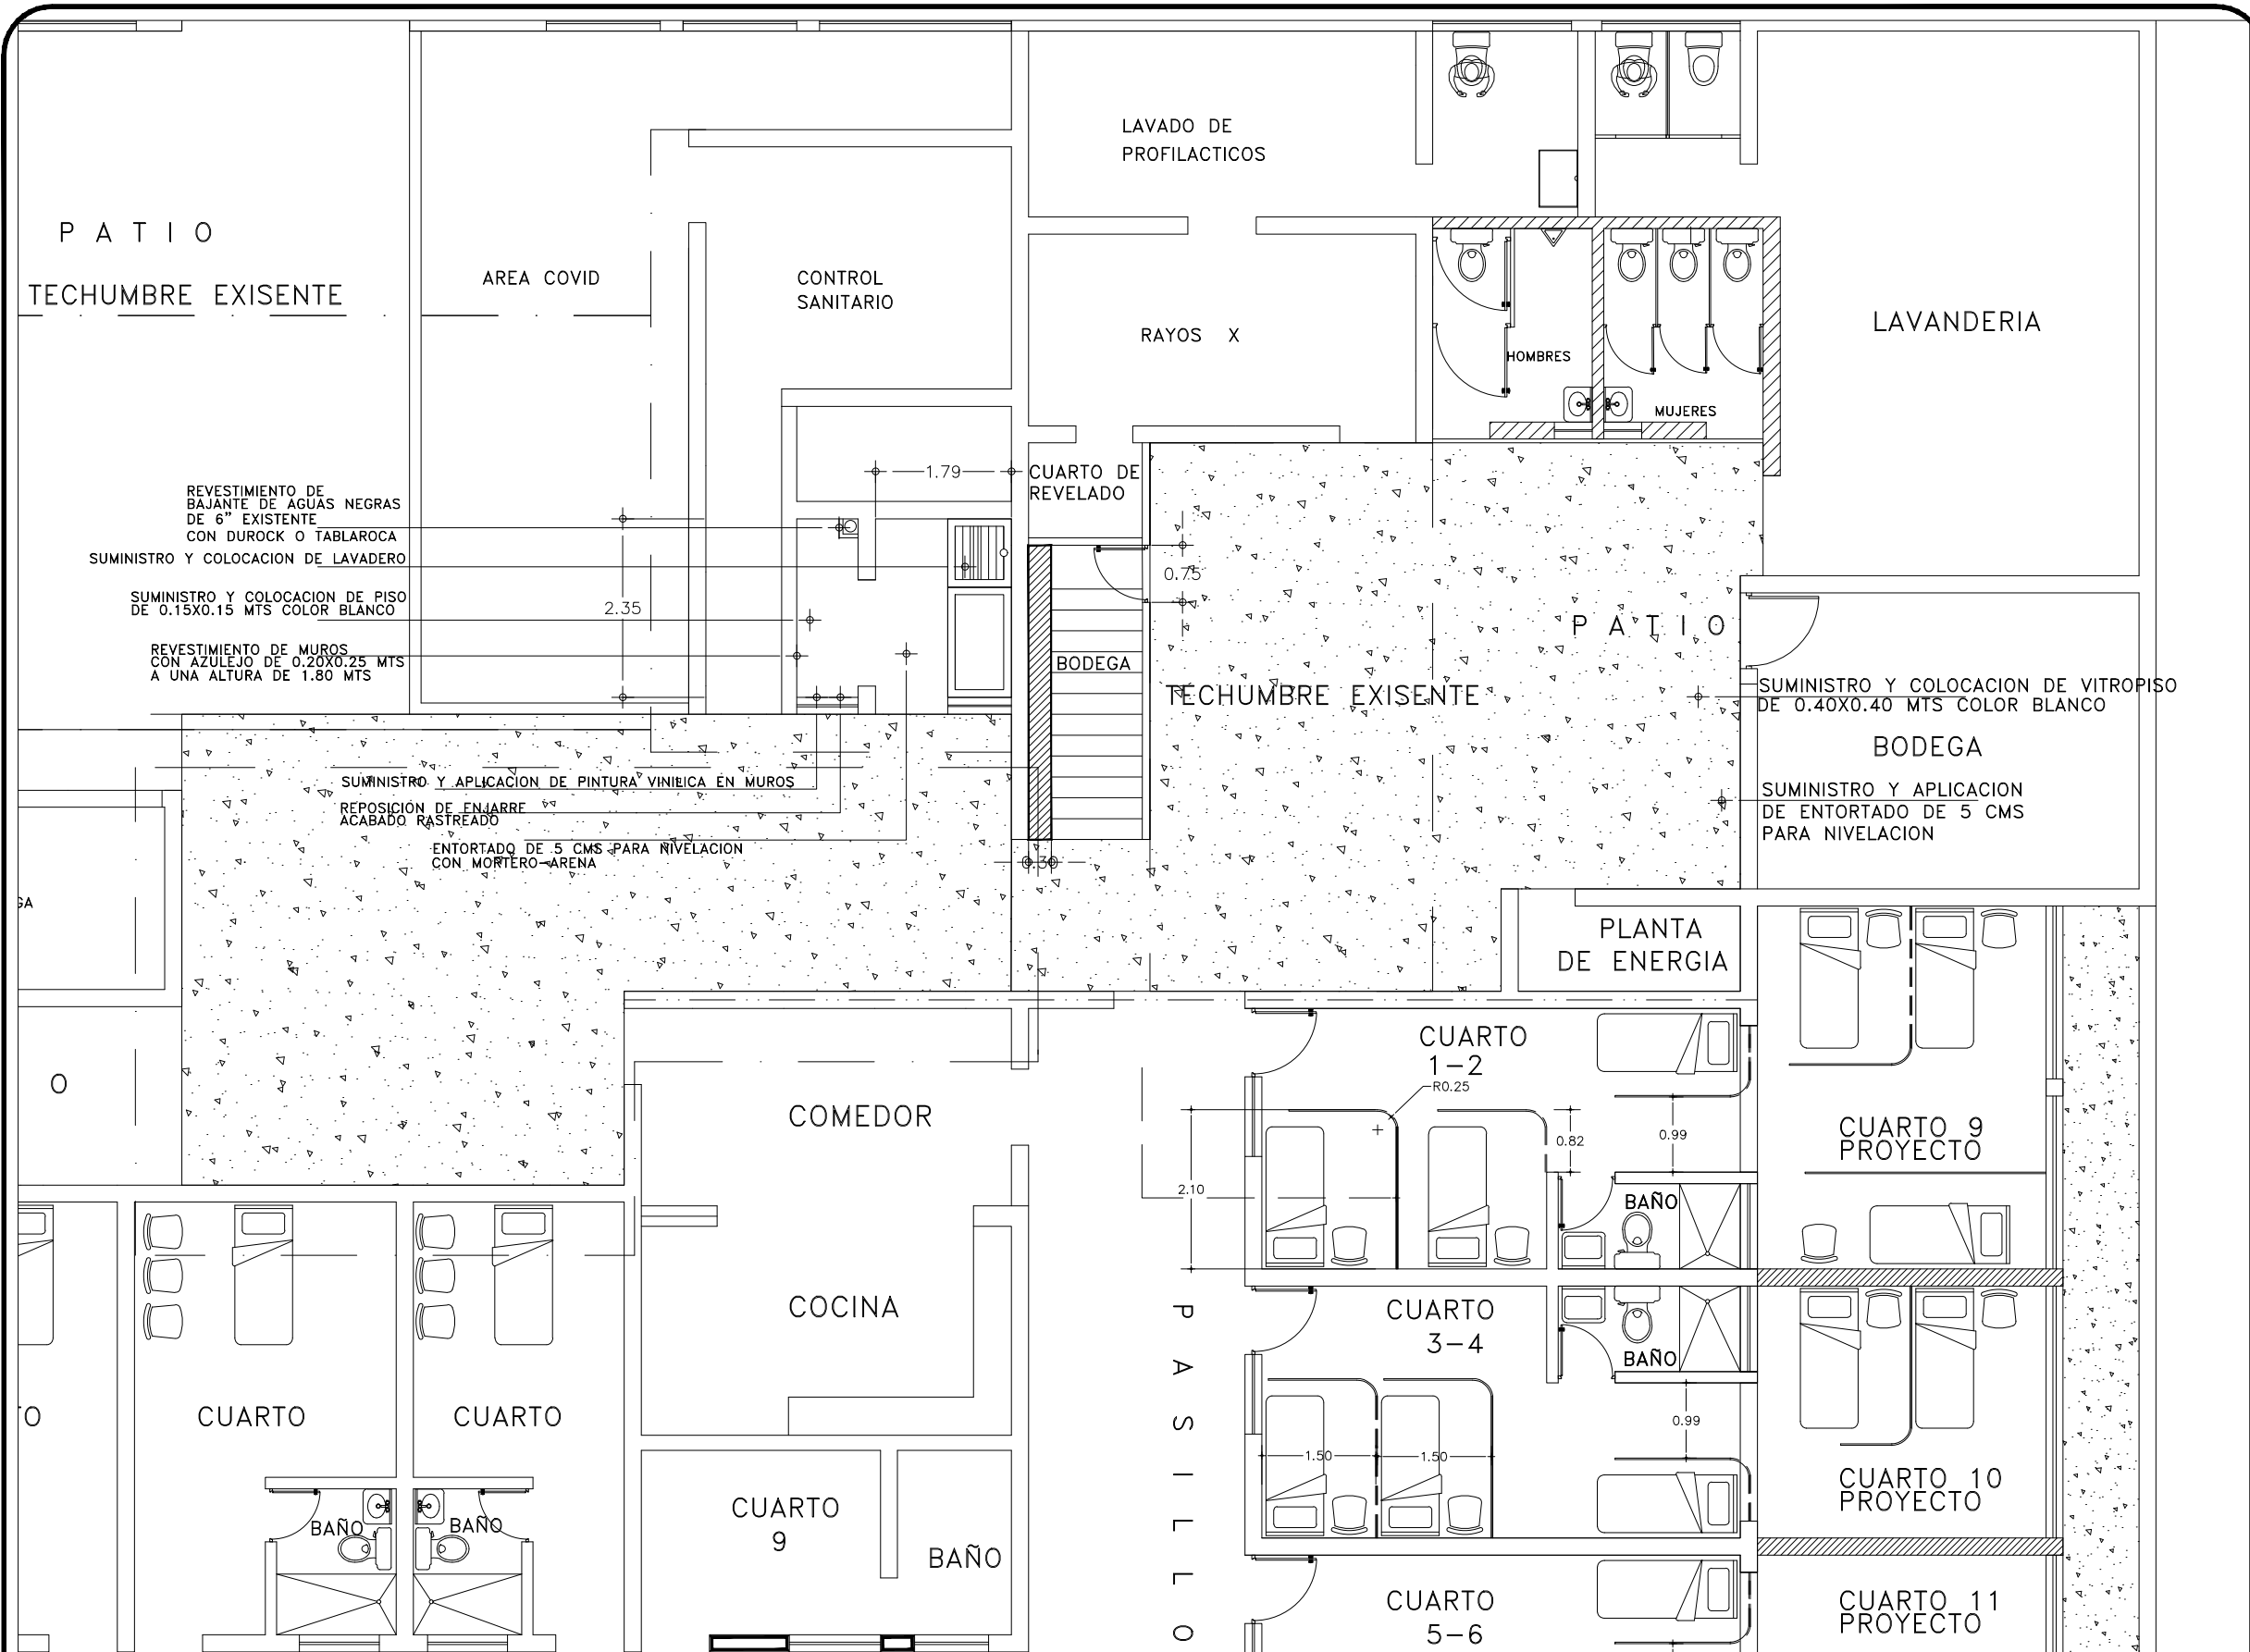 LAVADO DE
PROFILACTICOS
P A T I O
TECHUMBRE EXISENTE
AREA COVID
CONTROL
SANITARIO
RAYOS X
HOMBRES
MUJERES
LAVANDERIA
1.79
CUARTO DE
REVELADO
REVESTIMIENTO DE
BAJANTE DE AGUAS NEGRAS
DE 6" EXISTENTE
CON DUROCK O TABLAROCA
SUMINISTRO Y COLOCACION DE LAVADERO
SUMINISTRO Y COLOCACION DE PISO
DE 0.15X0.15 MTS COLOR BLANCO
REVESTIMIENTO DE MUROS
CON AZULEJO DE 0.20X0.25 MTS
A UNA ALTURA DE 1.80 MTS
2.35
0.75
BODEGA
P A T I O
TECHUMBRE EXISENTE
SUMINISTRO Y COLOCACION DE VITROPISO
DE 0.40X0.40 MTS COLOR BLANCO
BODEGA
SUMINISTRO Y APLICACION
DE ENTORTADO DE 5 CMS
PARA NIVELACION
SUMINISTRO Y APLICACION DE PINTURA VINILICA EN MUROS
REPOSICIÓN DE ENJARRE
ACABADO RASTREADO
ENTORTADO DE 5 CMS PARA NIVELACION
CON MORTERO-ARENA
0.30
GA
PLANTA
DE ENERGIA
O
COMEDOR
CUARTO
1-2
R0.25
0.82
0.99
2.10
BAÑO
CUARTO 9
PROYECTO
COCINA
P A S I L L O
CUARTO
3-4
BAÑO
0.99
1.50
1.50
CUARTO 10
PROYECTO
TO
CUARTO
CUARTO
BAÑO
BAÑO
CUARTO
9
BAÑO
CUARTO
5-6
CUARTO 11
PROYECTO